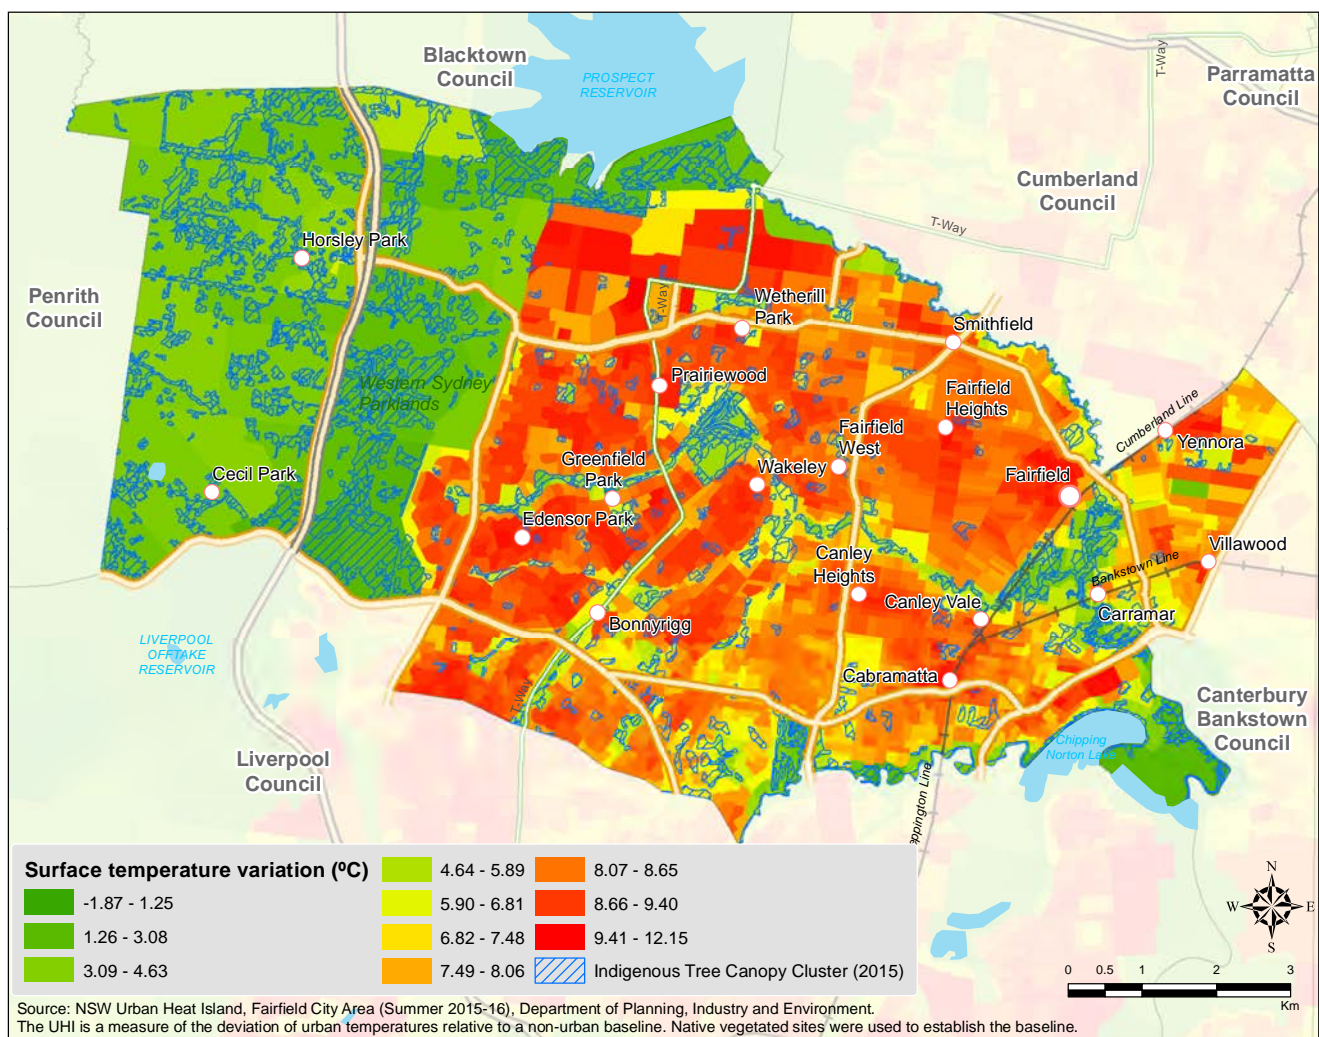 Blacktown
Council
PROSPECT
RESERVOIR
T-Way
Parramatta
Council
Cumberland
Council
T-Way
Horsley Park
Penrith
Council
T-Way
Wetherill
Park
Smithfield
Western Sydney
Parklands
Prairiewood
Fairfield
Heights
Cumberland Line
Yennora
Fairfield
West
Greenfield
Park
Wakeley
Fairfield
Cecil Park
Edensor Park
Canley
Heights
Villawood
Bankstown Line
Canley Vale
Carramar
Bonnyrigg
LIVERPOOL
OFFTAKE
RESERVOIR
Cabramatta
T-Way
Canterbury
Bankstown
Council
Chipping
Norton Lake
Liverpool
Council
eppington Line
Surface temperature variation (ºC)
-1.87 - 1.25
1.26 - 3.08
3.09 - 4.63
4.64 - 5.89
5.90 - 6.81
6.82 - 7.48
7.49 - 8.06
8.07 - 8.65
8.66 - 9.40
9.41 - 12.15
Indigenous Tree Canopy Cluster (2015)
N
W E
S
0 0.5 1 2 3
Km
Source: NSW Urban Heat Island, Fairfield City Area (Summer 2015-16), Department of Planning, Industry and Environment.
The UHI is a measure of the deviation of urban temperatures relative to a non-urban baseline. Native vegetated sites were used to establish the baseline.